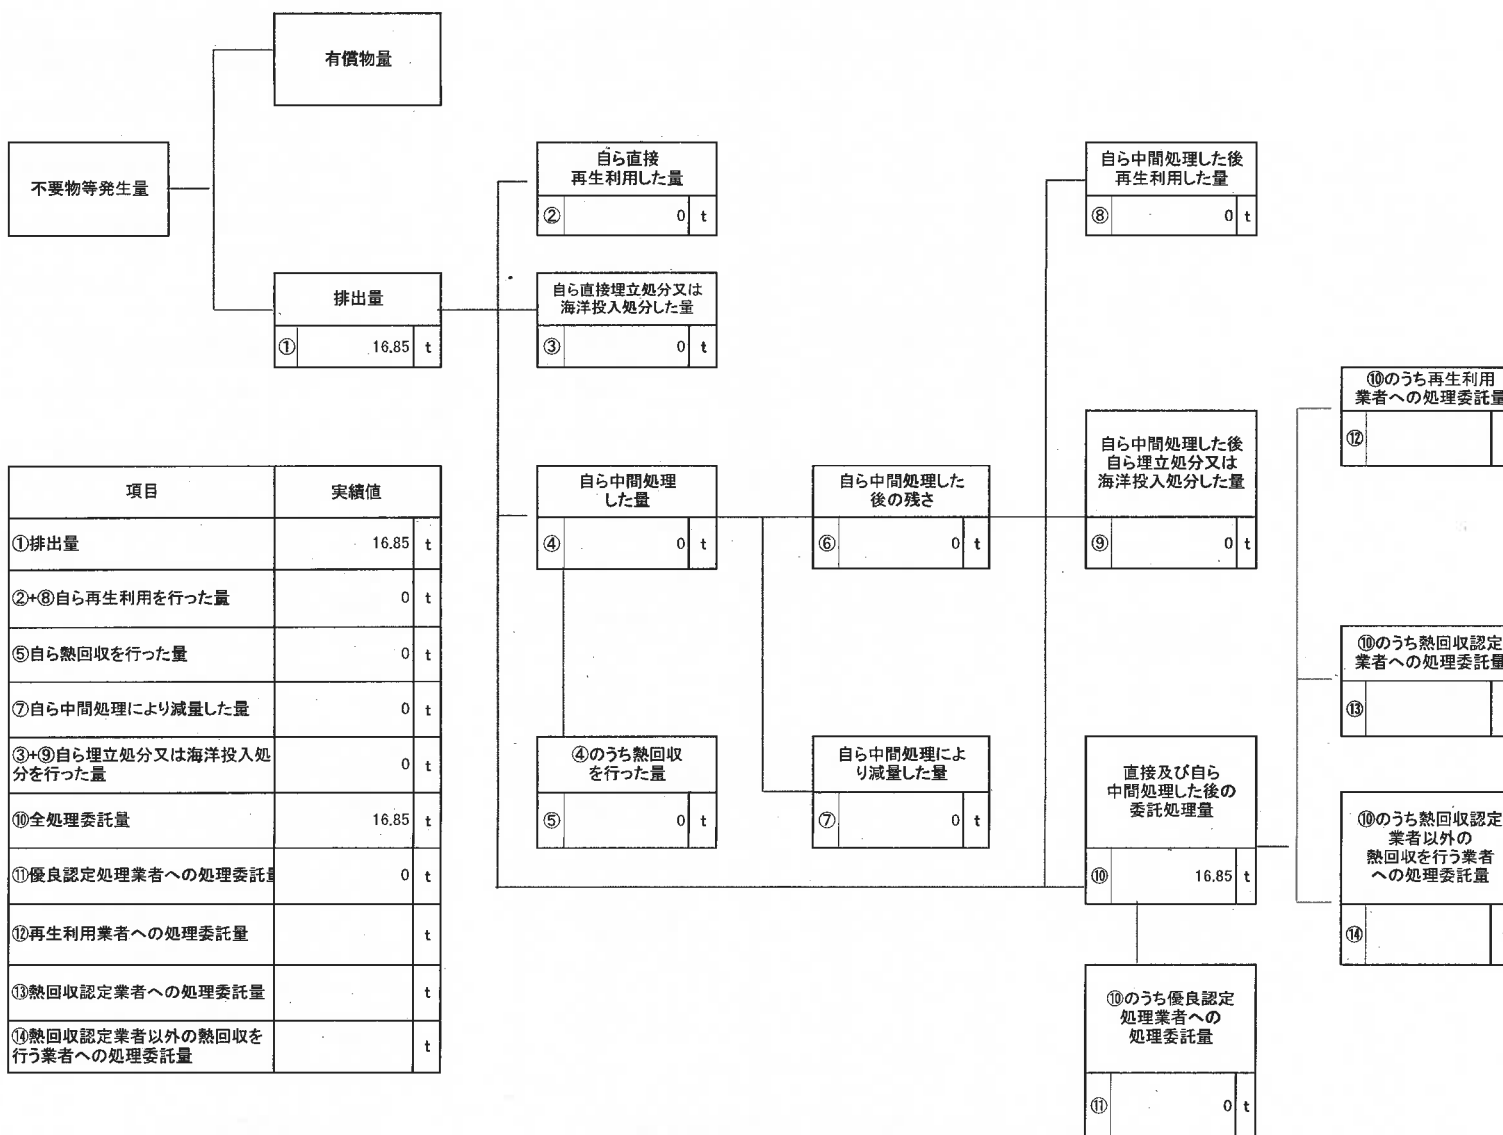 有償物量
不要物等発生量
排出量
① 16.85 t
自ら直接
再生利用した量
② 0 t
自ら直接埋立処分又は
海洋投入処分した量
③ 0 t
自ら中間処理
した量
④ 0 t
④のうち熱回収
を行った量
⑤ 0 t
自ら中間処理した
後の残さ
⑥ 0 t
自ら中間処理によ
り減量した量
⑦ 0 t
自ら中間処理した後
再生利用した量
⑧ 0 t
自ら中間処理した後
自ら埋立処分又は
海洋投入処分した量
⑨ 0 t
直接及び自ら
中間処理した後の
委託処理量
⑩ 16.85 t
⑩のうち優良認定
処理業者への
処理委託量
⑪ 0 t
⑩のうち再生利用
業者への処理委託量
⑫
⑩のうち熱回収認定
業者への処理委託量
⑬
⑩のうち熱回収認定
業者以外の
熱回収を行う業者
への処理委託量
⑭
項目 実績値
①排出量 16.85 t
②+⑧自ら再生利用を行った量 0 t
⑤自ら熱回収を行った量 0 t
⑦自ら中間処理により減量した量 0 t
③+⑨自ら埋立処分又は海洋投入処
分を行った量 0 t
⑩全処理委託量 16.85 t
⑪優良認定処理業者への処理委託量 0 t
⑫再生利用業者への処理委託量 t
⑬熱回収認定業者への処理委託量 t
⑭熱回収認定業者以外の熱回収を
行う業者への処理委託量 t